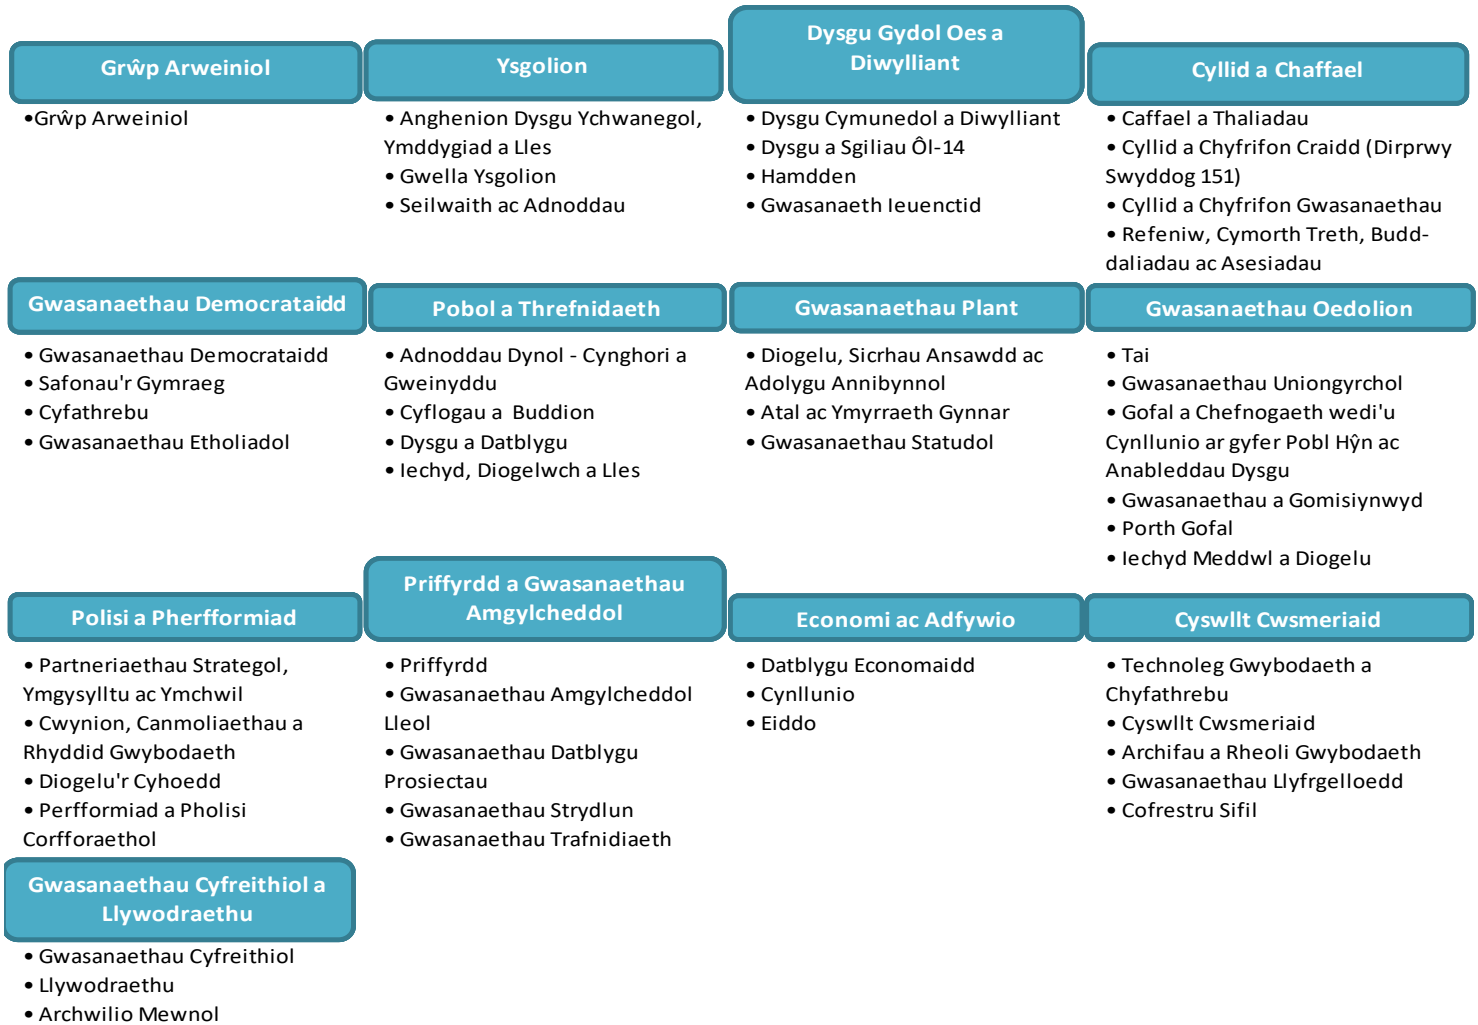 Grŵp Arweiniol
•Grŵp Arweiniol
Ysgolion
• Anghenion Dysgu Ychwanegol,
Ymddygiad a Lles
• Gwella Ysgolion
• Seilwaith ac Adnoddau
Dysgu Gydol Oes a
Diwylliant
• Dysgu Cymunedol a Diwylliant
• Dysgu a Sgiliau Ôl-14
• Hamdden
• Gwasanaeth Ieuenctid
Cyllid a Chaffael
• Caffael a Thaliadau
• Cyllid a Chyfrifon Craidd (Dirprwy
Swyddog 151)
• Cyllid a Chyfrifon Gwasanaethau
• Refeniw, Cymorth Treth, Budd-
daliadau ac Asesiadau
Gwasanaethau Democrataidd
• Gwasanaethau Democrataidd
• Safonau'r Gymraeg
• Cyfathrebu
• Gwasanaethau Etholiadol
Pobol a Threfnidaeth
• Adnoddau Dynol - Cynghori a
Gweinyddu
• Cyflogau a Buddion
• Dysgu a Datblygu
• Iechyd, Diogelwch a Lles
Gwasanaethau Plant
• Diogelu, Sicrhau Ansawdd ac
Adolygu Annibynnol
• Atal ac Ymyrraeth Gynnar
• Gwasanaethau Statudol
Gwasanaethau Oedolion
• Tai
• Gwasanaethau Uniongyrchol
• Gofal a Chefnogaeth wedi'u
Cynllunio ar gyfer Pobl Hŷn ac
Anableddau Dysgu
• Gwasanaethau a Gomisiynwyd
• Porth Gofal
• Iechyd Meddwl a Diogelu
Polisi a Pherfformiad
• Partneriaethau Strategol,
Ymgysylltu ac Ymchwil
• Cwynion, Canmoliaethau a
Rhyddid Gwybodaeth
• Diogelu'r Cyhoedd
• Perfformiad a Pholisi
Corfforaethol
Priffyrdd a Gwasanaethau
Amgylcheddol
• Priffyrdd
• Gwasanaethau Amgylcheddol
Lleol
• Gwasanaethau Datblygu
Prosiectau
• Gwasanaethau Strydlun
• Gwasanaethau Trafnidiaeth
Economi ac Adfywio
• Datblygu Economaidd
• Cynllunio
• Eiddo
Cyswllt Cwsmeriaid
• Technoleg Gwybodaeth a
Chyfathrebu
• Cyswllt Cwsmeriaid
• Archifau a Rheoli Gwybodaeth
• Gwasanaethau Llyfrgelloedd
• Cofrestru Sifil
Gwasanaethau Cyfreithiol a
Llywodraethu
• Gwasanaethau Cyfreithiol
• Llywodraethu
• Archwilio Mewnol